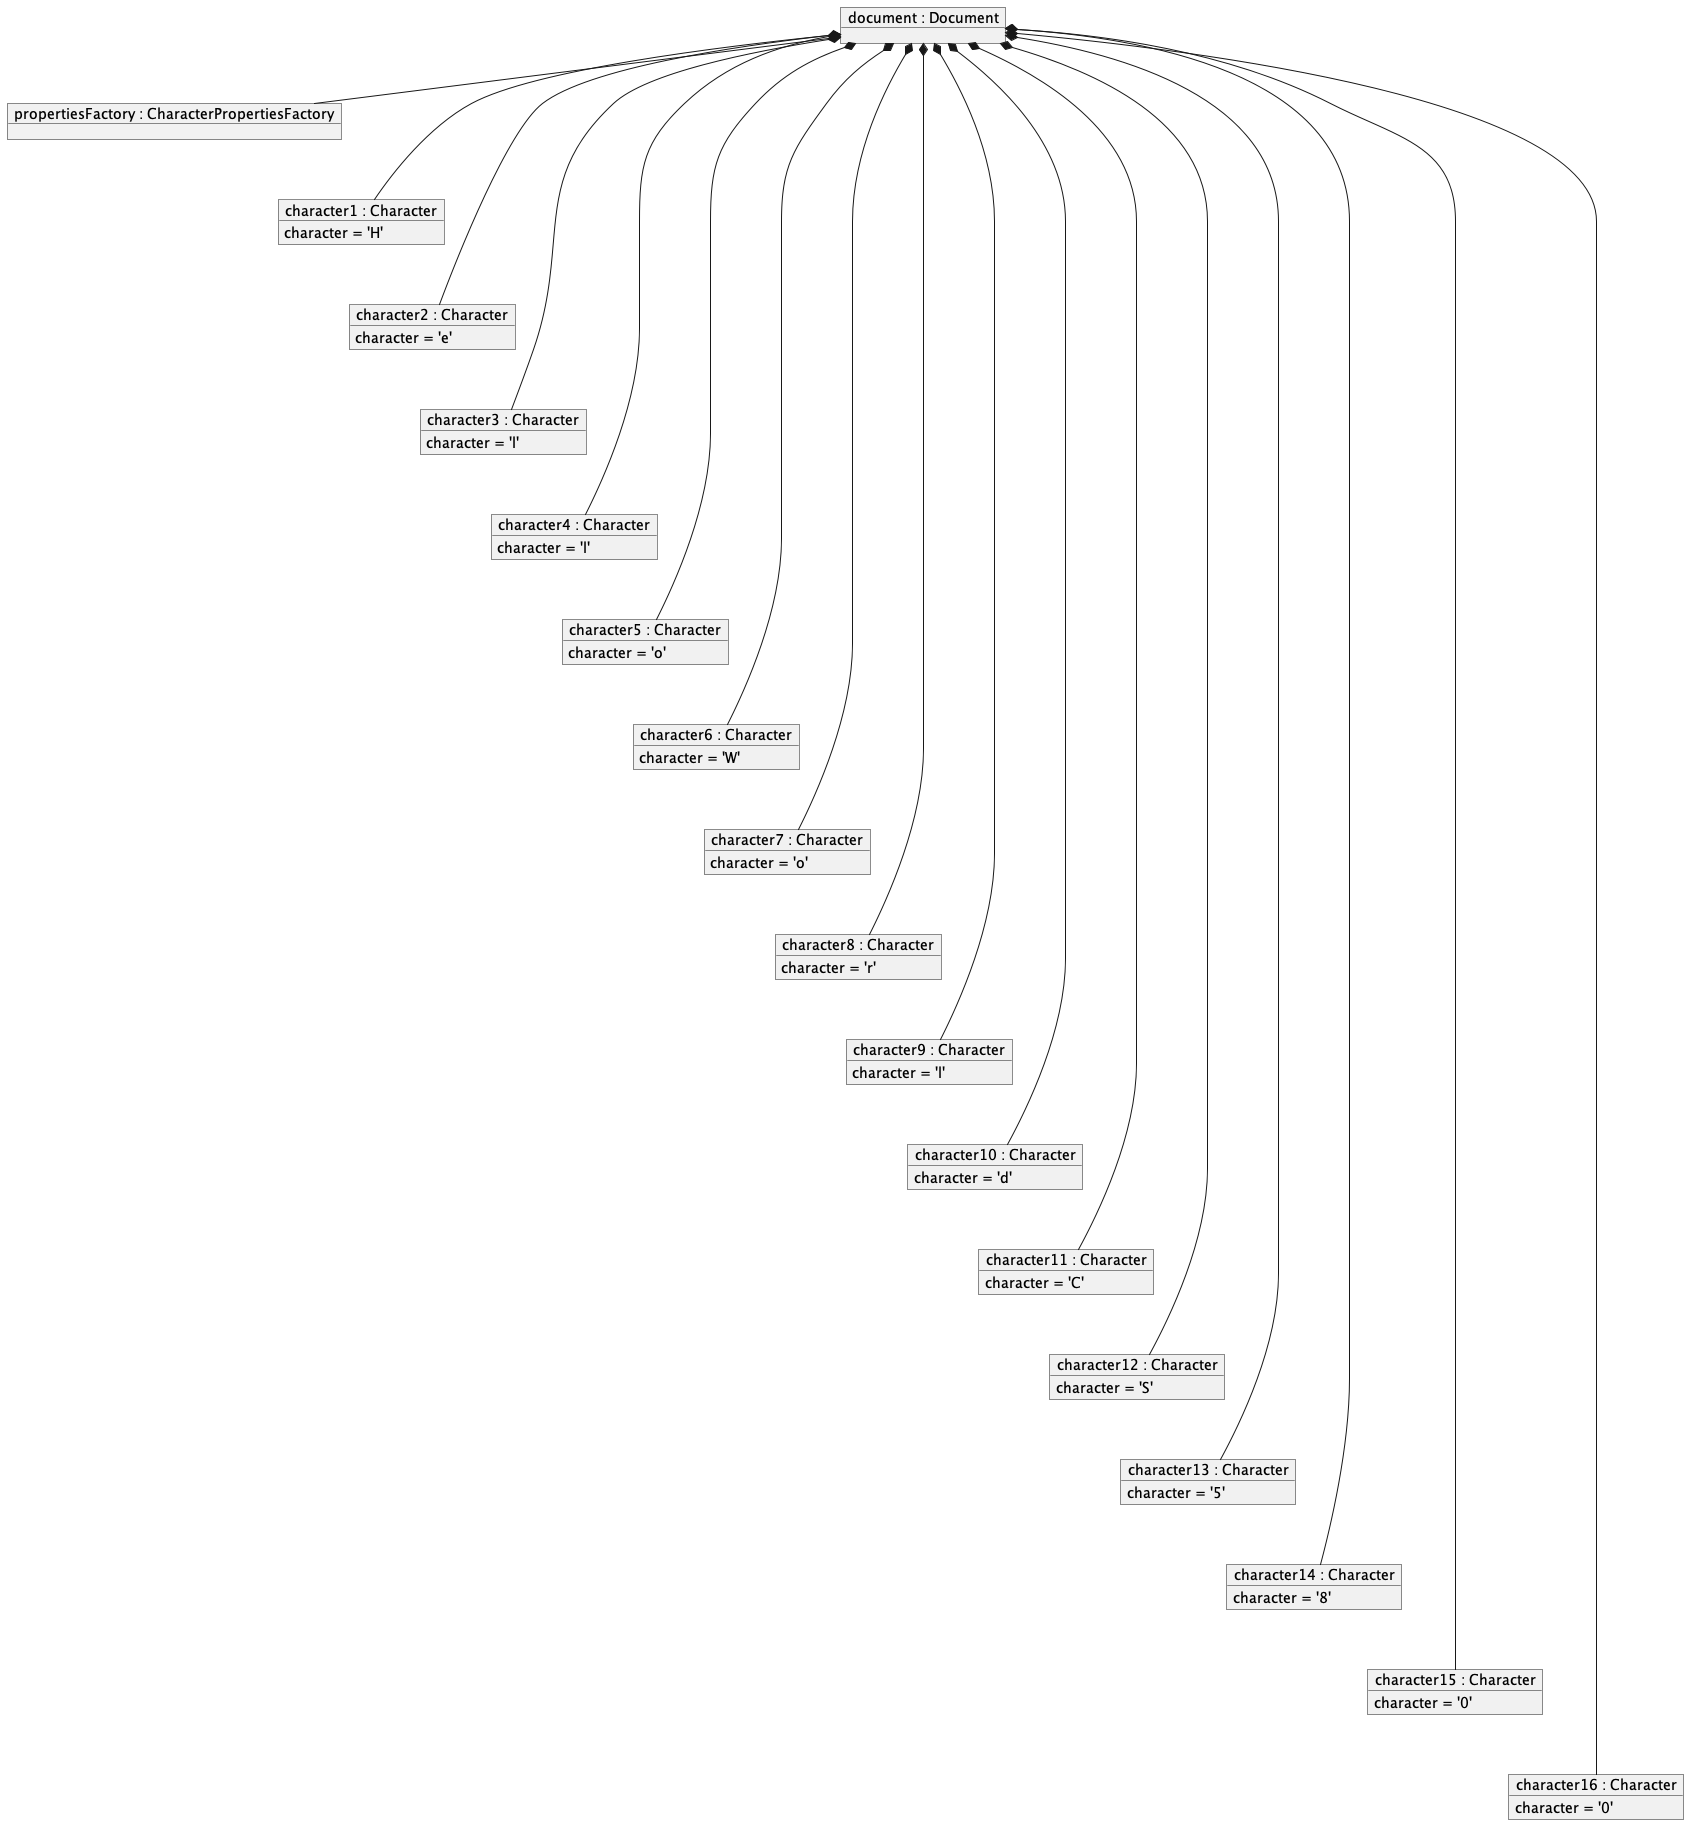 document : Document
propertiesFactory : CharacterPropertiesFactory
character1 : Character
character = 'H'
character2 : Character
character = 'e'
character3 : Character
character = 'l'
character4 : Character
character = 'l'
character5 : Character
character = 'o'
character6 : Character
character = 'W'
character7 : Character
character = 'o'
character8 : Character
character = 'r'
character9 : Character
character = 'l'
character10 : Character
character = 'd'
character11 : Character
character = 'C'
character12 : Character
character = 'S'
character13 : Character
character = '5'
character14 : Character
character = '8'
character15 : Character
character = '0'
character16 : Character
character = '0'